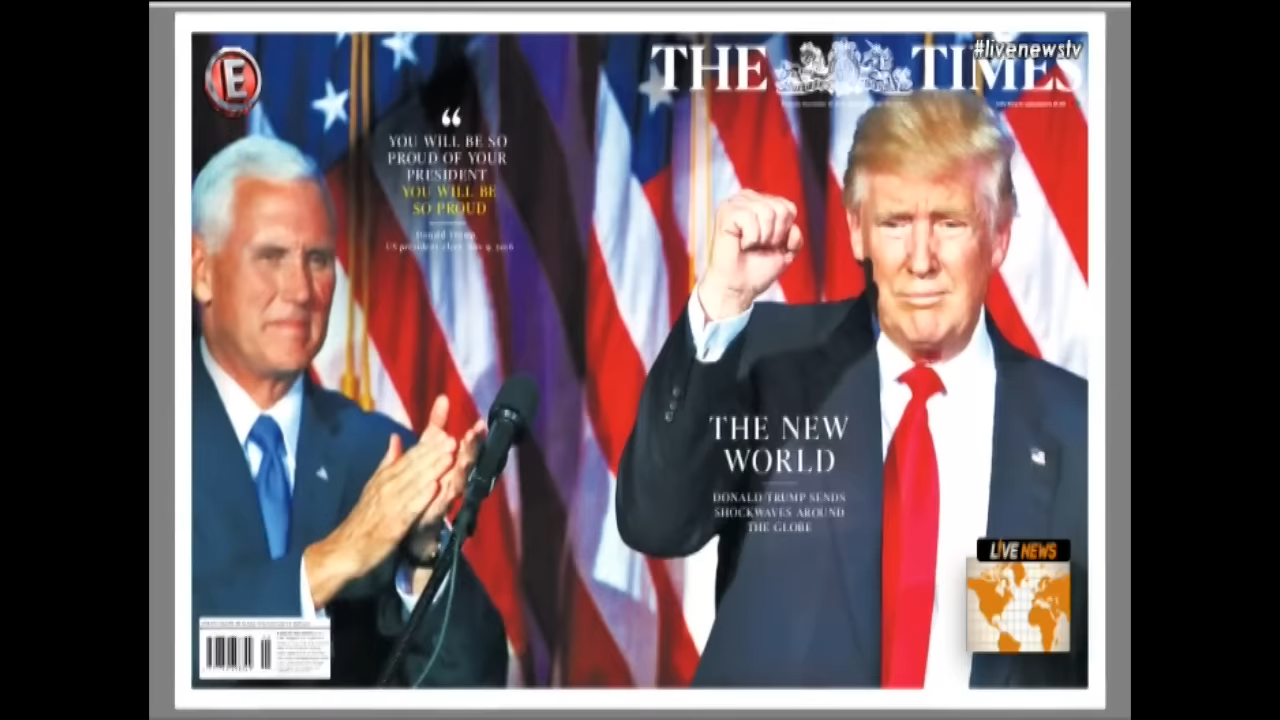 E
THE TIMES
#livenewstv
“
YOU WILL BE SO
PROUD OF YOUR
PRESIDENT
YOU WILL BE
SO PROUD
Donald Trump
THE NEW
WORLD
DONALD TRUMP SENDS
SHOCKWAVES AROUND
THE GLOBE
LIVE NEWS